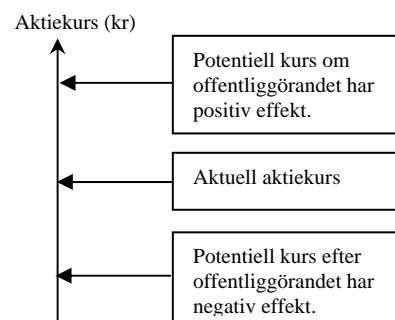 Aktiekurs (kr)
Potentiell kurs om
offentliggörandet har
positiv effekt.
Aktuell aktiekurs
Potentiell kurs efter
offentliggörandet har
negativ effekt.